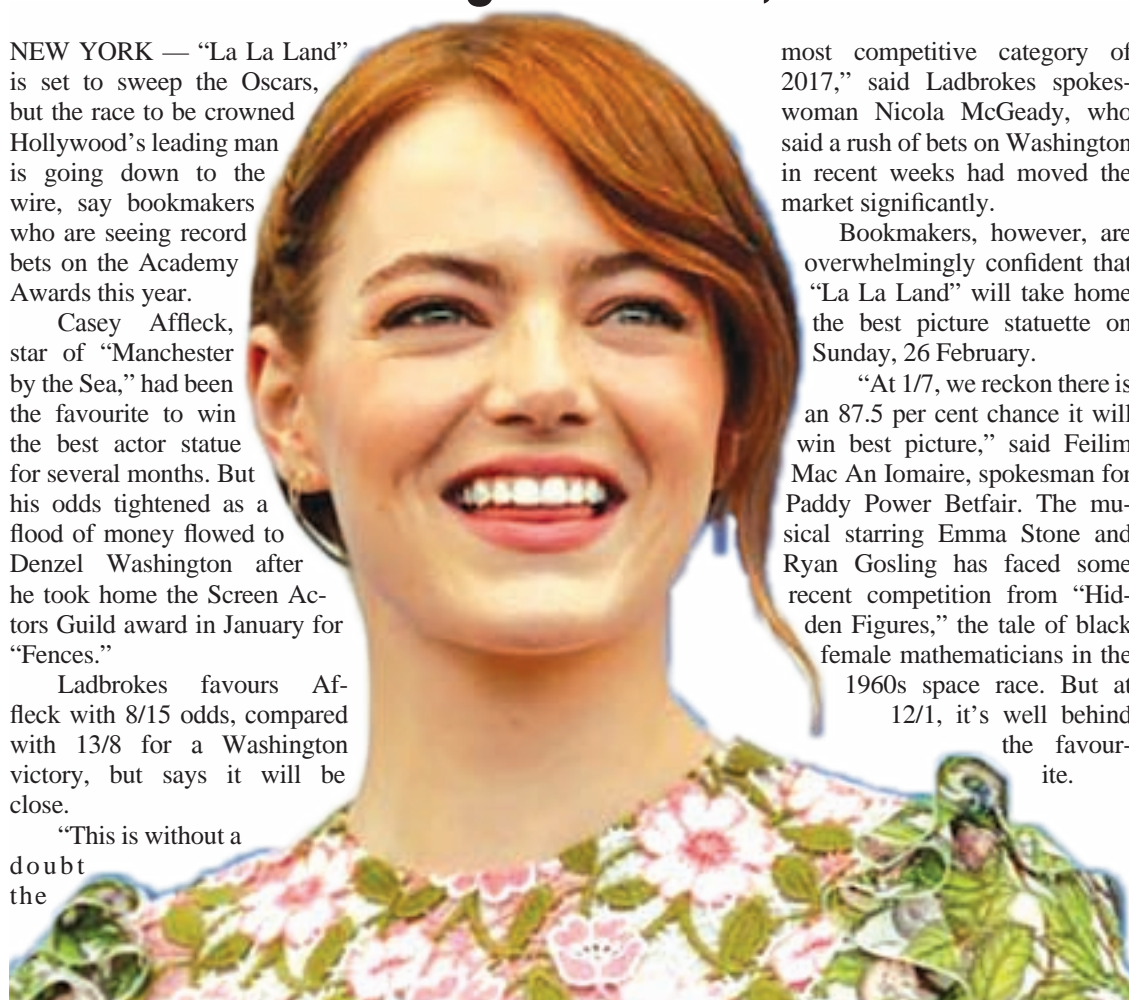 NEW YORK — “La La Land”
is set to sweep the Oscars,
but the race to be crowned
Hollywood’s leading man
is going down to the
wire, say bookmakers
who are seeing record
bets on the Academy
Awards this year.
Casey Affleck,
star of “Manchester
by the Sea,” had been
the favourite to win
the best actor statue
for several months. But
his odds tightened as a
flood of money flowed to
Denzel Washington after
he took home the Screen Ac-
tors Guild award in January for
“Fences.”
Ladbrokes favours Af-
fleck with 8/15 odds, compared
with 13/8 for a Washington
victory, but says it will be
close.
“This is without a
doubt
the
most competitive category of
2017,” said Ladbrokes spokes-
woman Nicola McGeady, who
said a rush of bets on Washington
in recent weeks had moved the
market significantly.
Bookmakers, however, are
overwhelmingly confident that
“La La Land” will take home
the best picture statuette on
Sunday, 26 February.
“At 1/7, we reckon there is
an 87.5 per cent chance it will
win best picture,” said Feilim
Mac An Iomaire, spokesman for
Paddy Power Betfair. The mu-
sical starring Emma Stone and
Ryan Gosling has faced some
recent competition from “Hid-
den Figures,” the tale of black
female mathematicians in the
1960s space race. But at
12/1, it’s well behind
the favour-
ite.